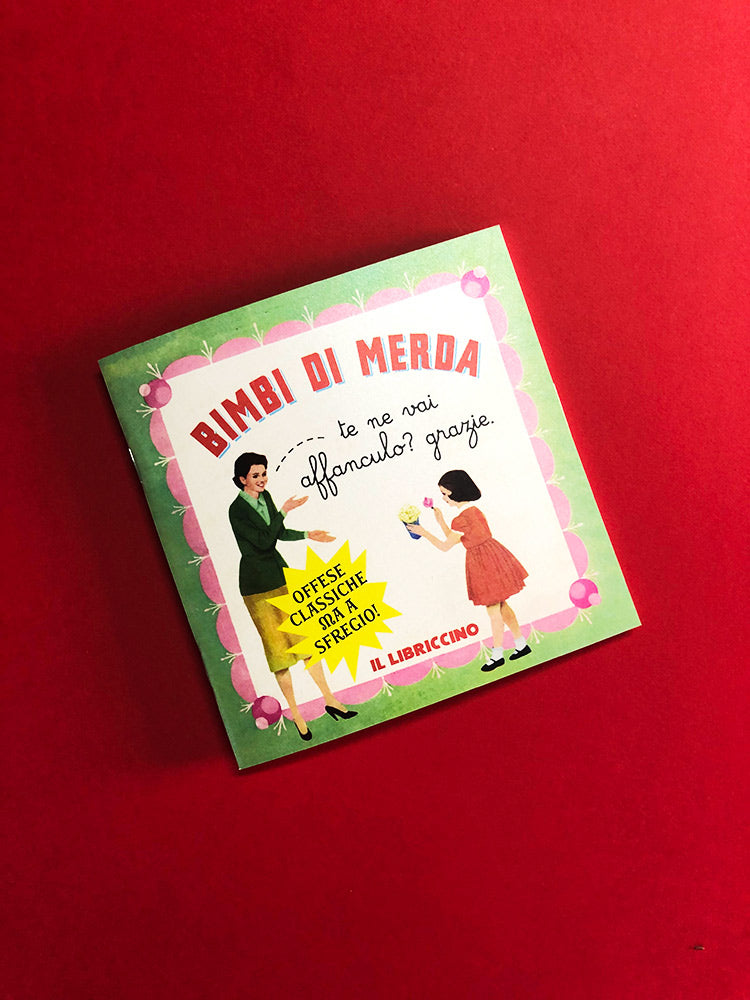 BIMBI DI MERDA
te ne vai
affanculo? grazie.
OFFESE
CLASSICHE
MA A
SFREGIO!
IL LIBRICCINO